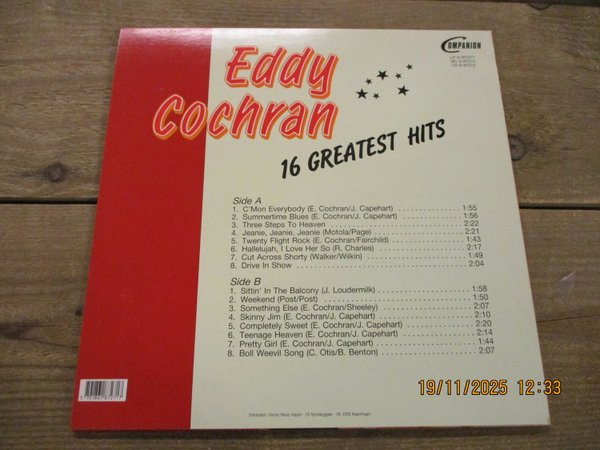 COMPANION
LP 6187571
MC 6187574
CD 6187572
Eddy
Cochran
16 GREATEST HITS
Side A
1. C'Mon Everybody (E. Cochran/J. Capehart) 1:55
2. Summertime Blues (E. Cochran/J. Capehart) 1:56
3. Three Steps To Heaven 2:22
4. Jeanie, Jeanie, Jeanie (Motola/Page) 2:21
5. Twenty Flight Rock (E. Cochran/Fairchild) 1:43
6. Hallelujah, I Love Her So (R. Charles) 2:17
7. Cut Across Shorty (Walker/Wilkin) 1:49
8. Drive In Show 2:04
Side B
1. Sittin' In The Balcony (J. Loudermilk) 1:58
2. Weekend (Post/Post) 1:50
3. Something Else (E. Cochran/Sheeley) 2:07
4. Skinny Jim (E. Cochran/J. Capehart) 2:10
5. Completely Sweet (E. Cochran/J. Capehart) 2:20
6. Teenage Heaven (E. Cochran/J. Capehart) 2:14
7. Pretty Girl (E. Cochran/J. Capehart) 1:44
8. Boll Weevil Song (C. Otis/B. Benton) 2:07
19/11/2025 12:33